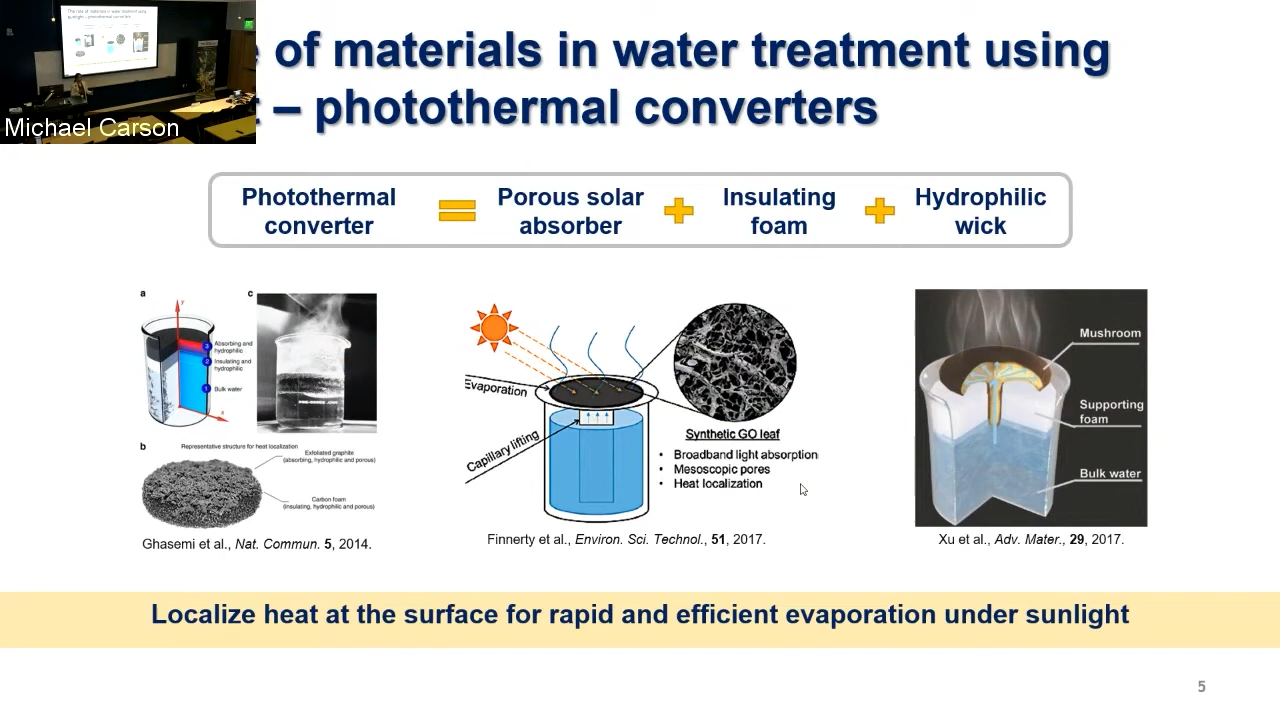 e of materials in water treatment using
t – photothermal converters
Michael Carson
Photothermal converter
Porous solar absorber
Insulating foam
Hydrophilic wick
a
c
y
3 Absorbing and hydrophilic
2 Insulating and hydrophilic
1 Bulk water
x
b
Representative structure for heat localization
Exfoliated graphite
(absorbing, hydrophilic and porous)
Carbon foam
(insulating, hydrophilic and porous)
Ghasemi et al., Nat. Commun. 5, 2014.
Evaporation
Capillary lifting
Synthetic GO leaf
• Broadband light absorption
• Mesoscopic pores
• Heat localization
Finnerty et al., Environ. Sci. Technol., 51, 2017.
Mushroom
Supporting foam
Bulk water
Xu et al., Adv. Mater., 29, 2017.
Localize heat at the surface for rapid and efficient evaporation under sunlight
5